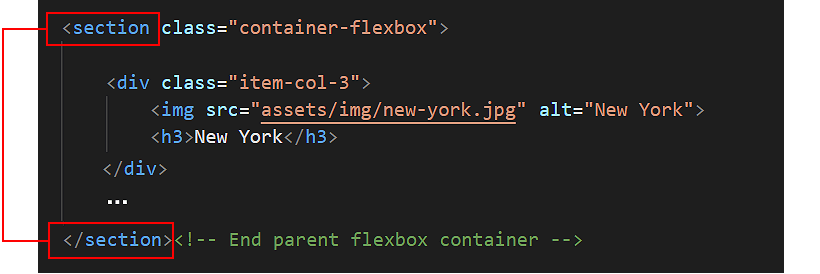 <section class="container-flexbox">
<div class="item-col-3">
<img src="assets/img/new-york.jpg" alt="New York">
<h3>New York</h3>
</div>
...
</section><!-- End parent flexbox container -->